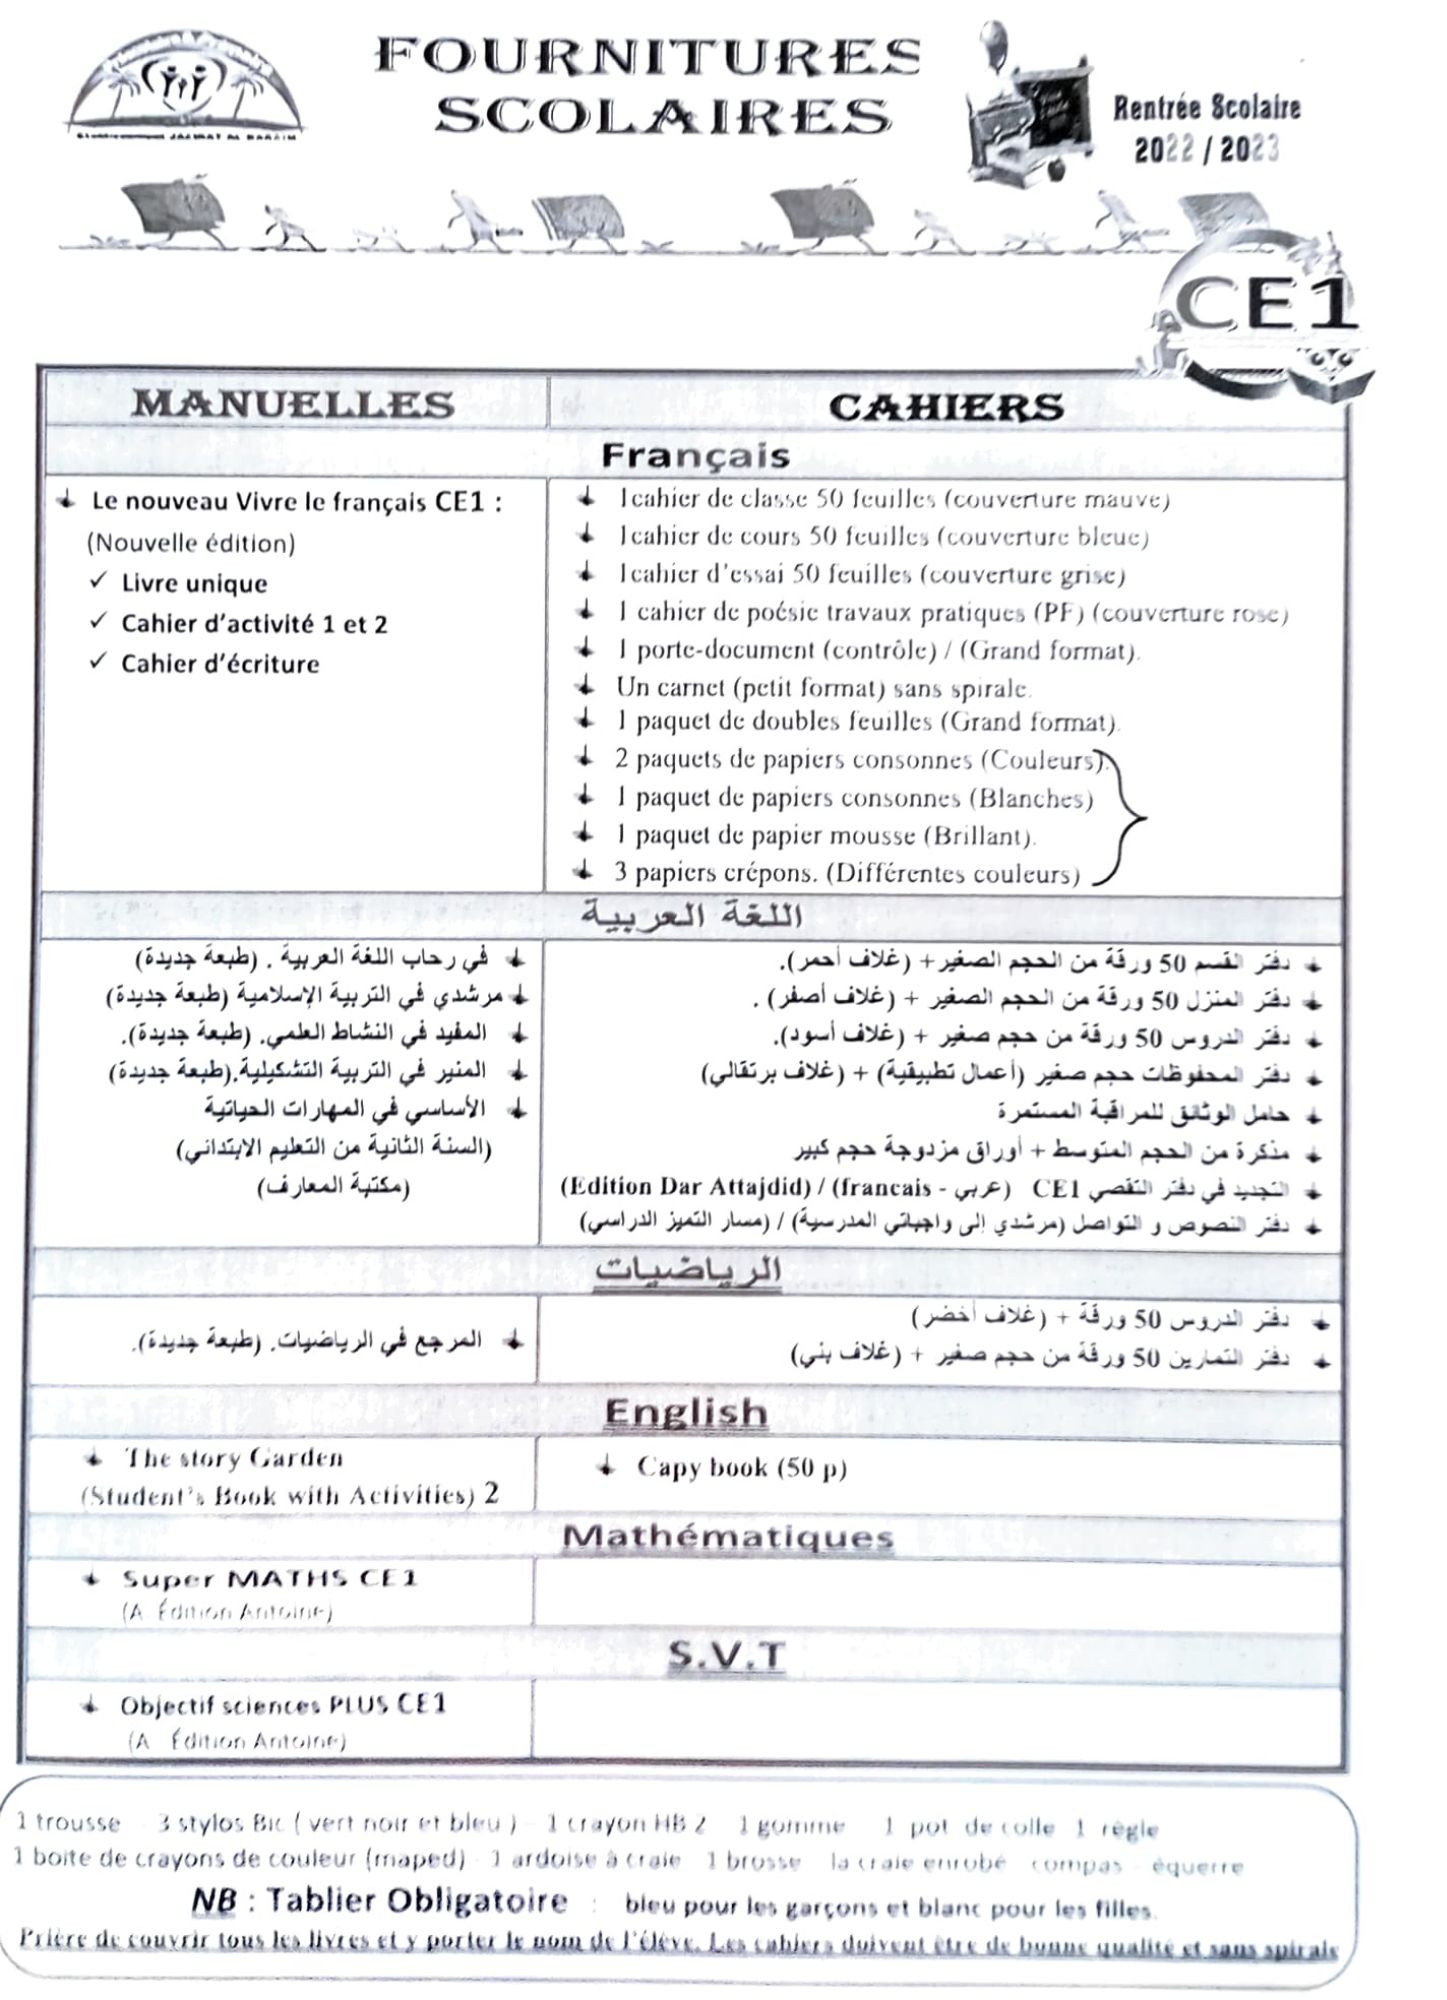 FOURNITURES
SCOLAIRES
Rentrée Scolaire
2022 / 2023
CE1
MANUELLES
CAHIERS
Français
Le nouveau Vivre le français CE1 :
(Nouvelle édition)
✓ Livre unique
✓ Cahier d'activité 1 et 2
✓ Cahier d'écriture
1cahier de classe 50 feuilles (couverture mauve)
1cahier de cours 50 feuilles (couverture bleue)
1cahier d'essai 50 feuilles (couverture grise)
1 cahier de poésie travaux pratiques (PF) (couverture rose)
1 porte-document (contrôle) / (Grand format).
Un carnet (petit format) sans spirale.
1 paquet de doubles feuilles (Grand format).
2 paquets de papiers consonnes (Couleurs).
1 paquet de papiers consonnes (Blanches)
1 paquet de papier mousse (Brillant).
3 papiers crépons. (Différentes couleurs)
اللغة العربية
في رحاب اللغة العربية . (طبعة جديدة)
مرشدي في التربية الإسلامية (طبعة جديدة)
المفيد في النشاط العلمي. (طبعة جديدة).
المنير في التربية التشكيلية.(طبعة جديدة)
الأساسي في المهارات الحياتية
(السنة الثانية من التعليم الابتدائي)
(مكتبة المعارف)
دفتر القسم 50 ورقة من الحجم الصغير+ (غلاف أحمر).
دفتر المنزل 50 ورقة من الحجم الصغير + (غلاف أصفر) .
دفتر الدروس 50 ورقة من حجم صغير + (غلاف أسود).
دفتر المحفوظات حجم صغير (أعمال تطبيقية) + (غلاف برتقالي)
حامل الوثائق للمراقبة المستمرة
مذكرة من الحجم المتوسط + أوراق مزدوجة حجم كبير
التجديد في دفتر التقصي CE1 (عربي - francais) / (Edition Dar Attajdid)
دفتر النصوص و التواصل (مرشدي إلى واجباتي المدرسية) / (مسار التميز الدراسي)
الرياضيات
المرجع في الرياضيات. (طبعة جديدة).
دفتر الدروس 50 ورقة + (غلاف أخضر)
دفتر التمارين 50 ورقة من حجم صغير + (غلاف بني)
English
The story Garden
(Student's Book with Activities) 2
Capy book (50 p)
Mathématiques
Super MATHS CE1
(A Édition Antoine)
S.V.T
Objectif sciences PLUS CE1
(A Édition Antoine)
1 trousse - 3 stylos Bic ( vert noir et bleu ) - 1 crayon HB 2 1 gomme 1 pot de colle 1 règle
1 boite de crayons de couleur (maped) 1 ardoise à craie 1 brosse la craie enrobé compas - équerre
NB : Tablier Obligatoire : bleu pour les garçons et blanc pour les filles.
Prière de couvrir tous les livres et y porter le nom de l'élève. Les cahiers doivent être de bonne qualité et sans spirale